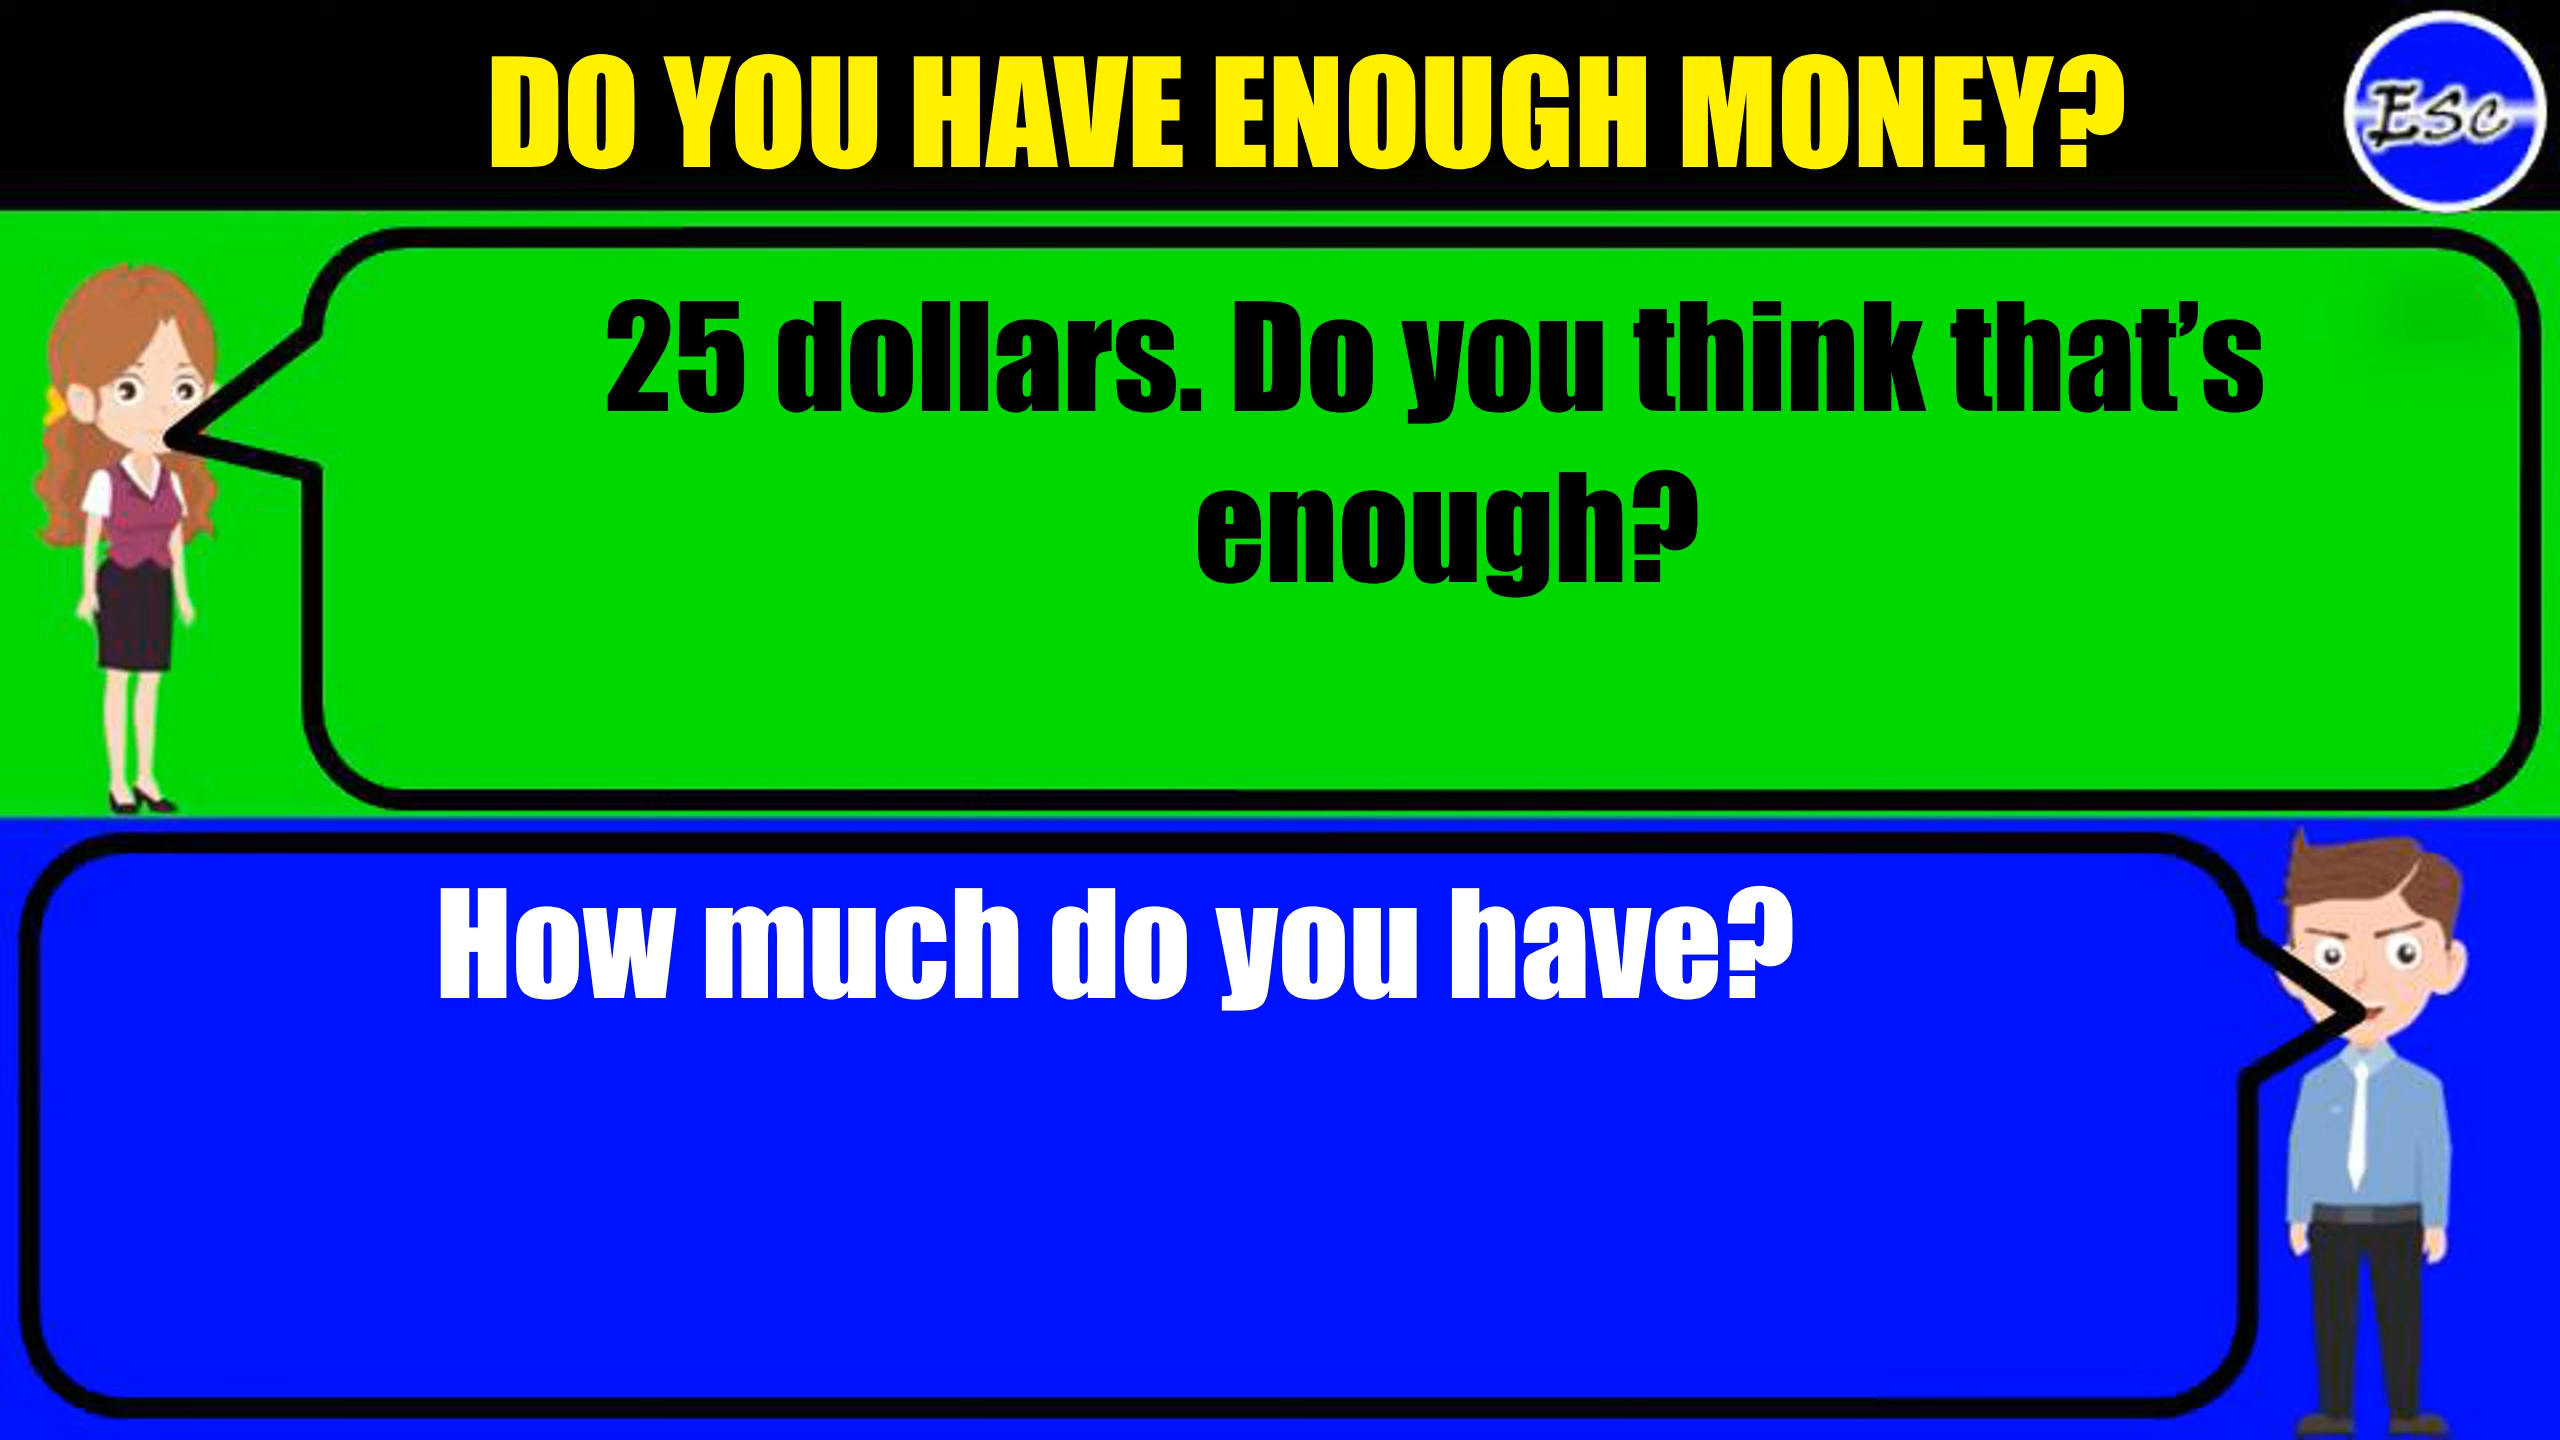 DO YOU HAVE ENOUGH MONEY?
ESc
25 dollars. Do you think that’s
enough?
How much do you have?